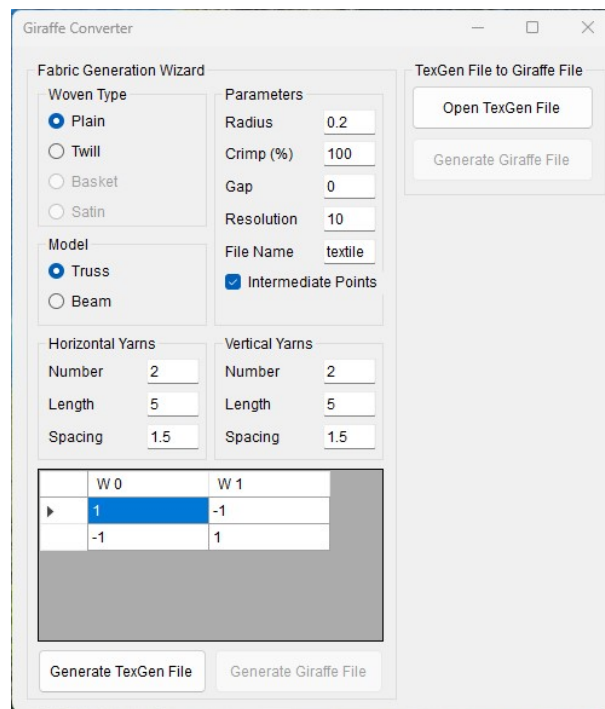 Giraffe Converter
Fabric Generation Wizard
Woven Type
Plain
Twill
Basket
Satin
Model
Truss
Beam
Parameters
Radius 0.2
Crimp (%) 100
Gap 0
Resolution 10
File Name textile
Intermediate Points
Horizontal Yarns
Number 2
Length 5
Spacing 1.5
Vertical Yarns
Number 2
Length 5
Spacing 1.5
W 0 W 1
1 -1
-1 1
Generate TexGen File
Generate Giraffe File
TexGen File to Giraffe File
Open TexGen File
Generate Giraffe File